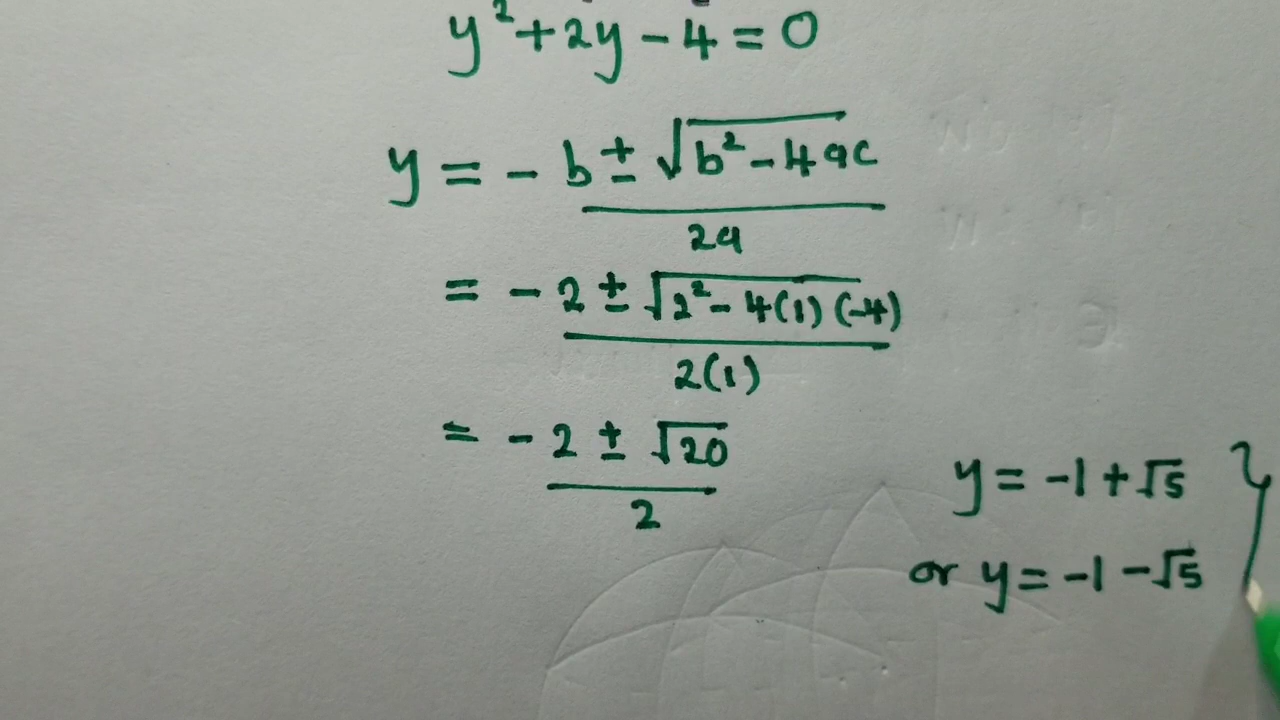 y² + 2y - 4 = 0
y = - b ± √b² - 4ac
2a
= - 2 ± √2² - 4(1)(-4)
2(1)
= - 2 ± √20
2
y = -1 + √5
or y = -1 - √5